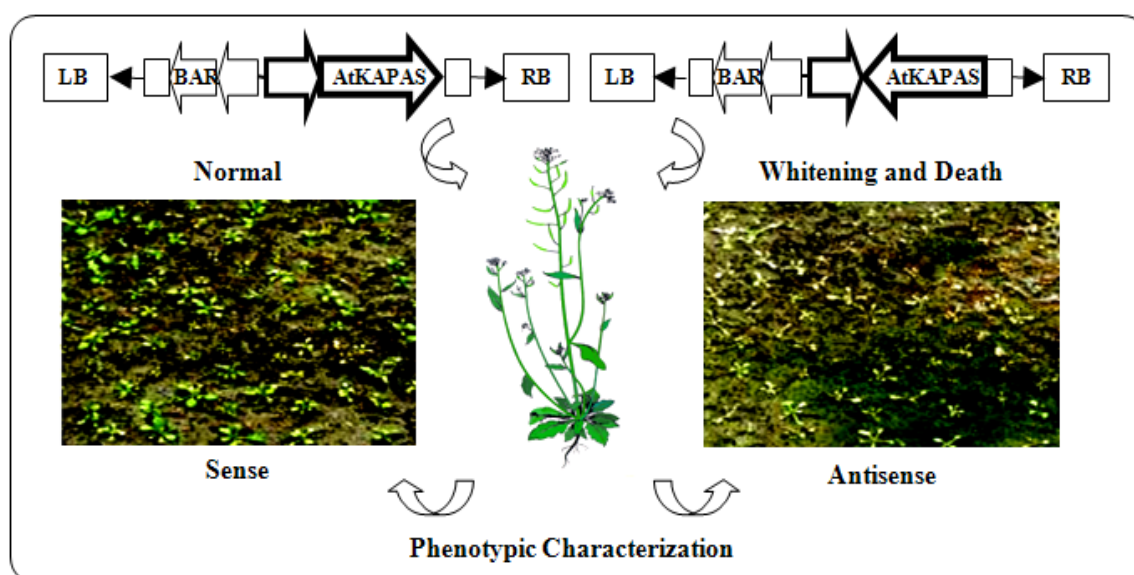 LB BAR AtKAPAS RB LB BAR AtKAPAS RB
Normal Whitening and Death
Sense Antisense
Phenotypic Characterization